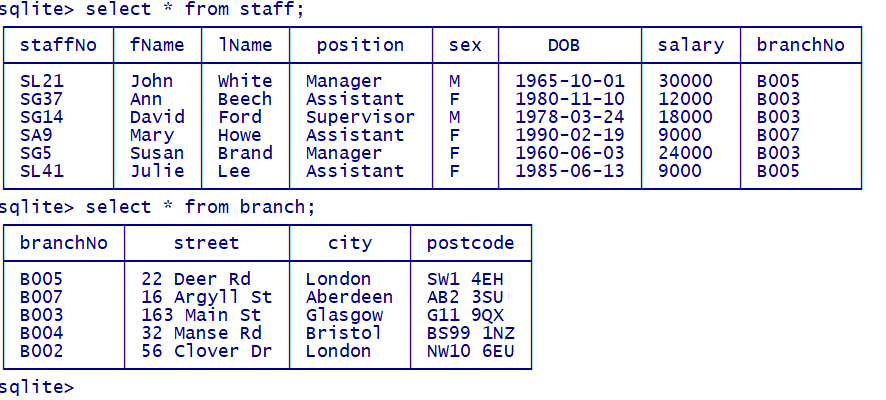 sqlite> select * from staff;
staffNo fName lName position sex DOB salary branchNo
SL21 John White Manager M 1965-10-01 30000 B005
SG37 Ann Beech Assistant F 1980-11-10 12000 B003
SG14 David Ford Supervisor M 1978-03-24 18000 B003
SA9 Mary Howe Assistant F 1990-02-19 9000 B007
SG5 Susan Brand Manager F 1960-06-03 24000 B003
SL41 Julie Lee Assistant F 1985-06-13 9000 B005
sqlite> select * from branch;
branchNo street city postcode
B005 22 Deer Rd London SW1 4EH
B007 16 Argyll St Aberdeen AB2 3SU
B003 163 Main St Glasgow G11 9QX
B004 32 Manse Rd Bristol BS99 1NZ
B002 56 Clover Dr London NW10 6EU
sqlite>